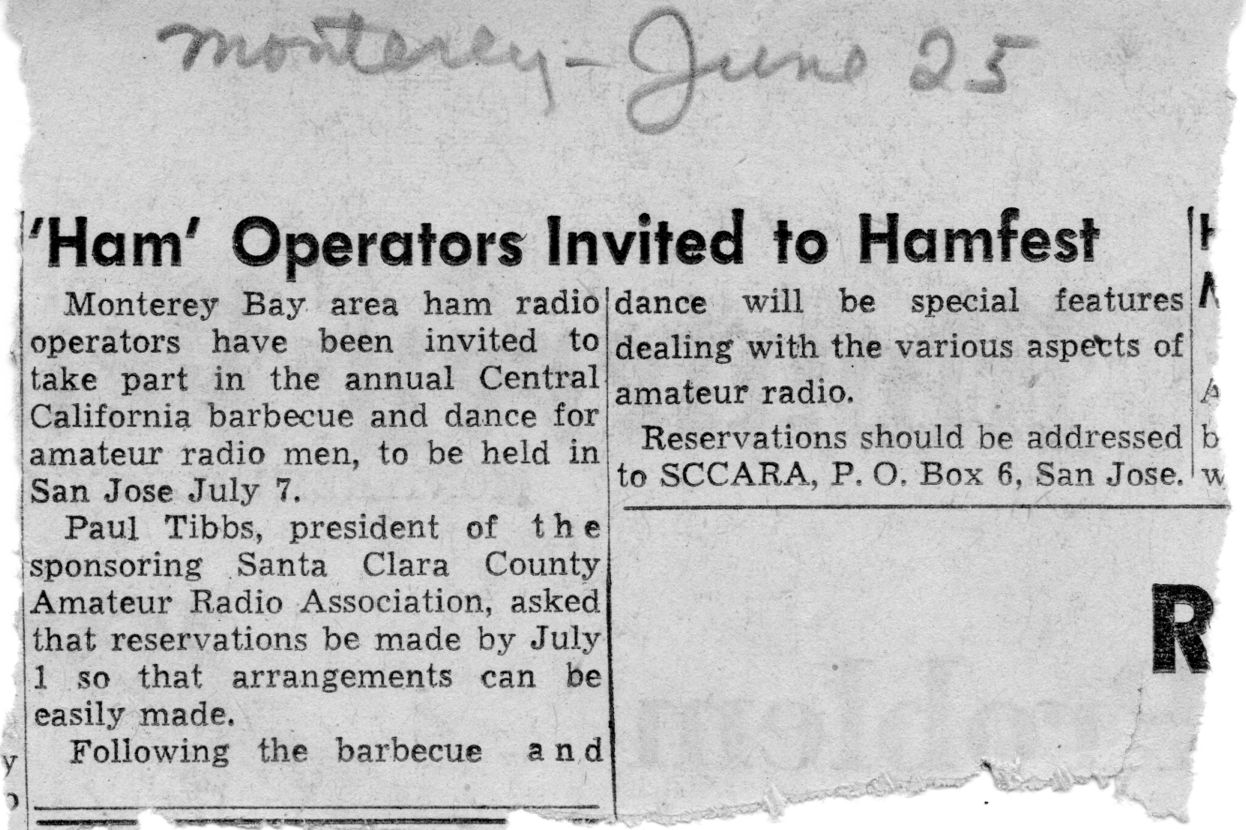 Monterey - June 25
'Ham' Operators Invited to Hamfest
Monterey Bay area ham radio
operators have been invited to
take part in the annual Central
California barbecue and dance for
amateur radio men, to be held in
San Jose July 7.
Paul Tibbs, president of the
sponsoring Santa Clara County
Amateur Radio Association, asked
that reservations be made by July
1 so that arrangements can be
easily made.
Following the barbecue and
dance will be special features
dealing with the various aspects of
amateur radio.
Reservations should be addressed
to SCCARA, P. O. Box 6, San Jose.
b
w
R
y